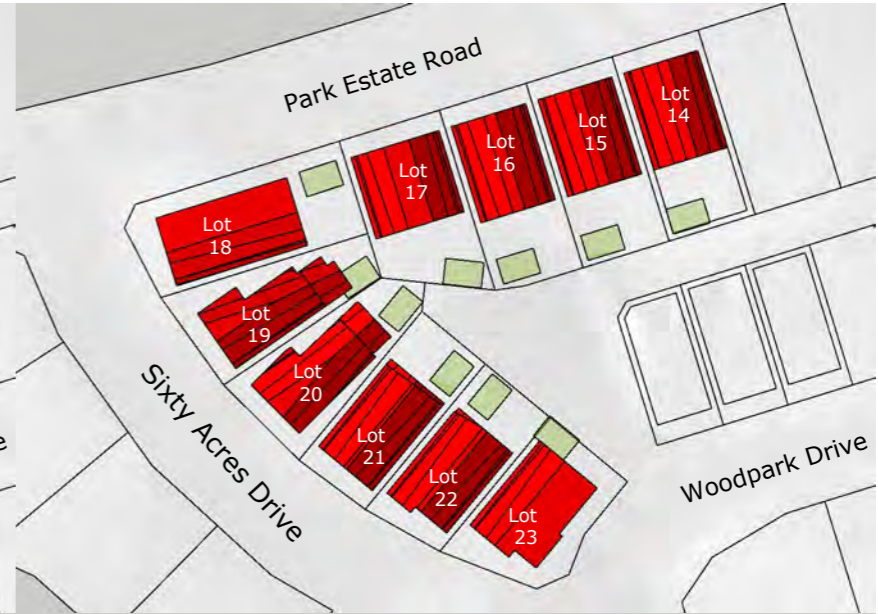 Park Estate Road
Lot
14
Lot
15
Lot
16
Lot
17
Lot
18
Lot
19
Lot
20
Lot
21
Lot
22
Lot
23
Sixty Acres Drive
Woodpark Drive
e